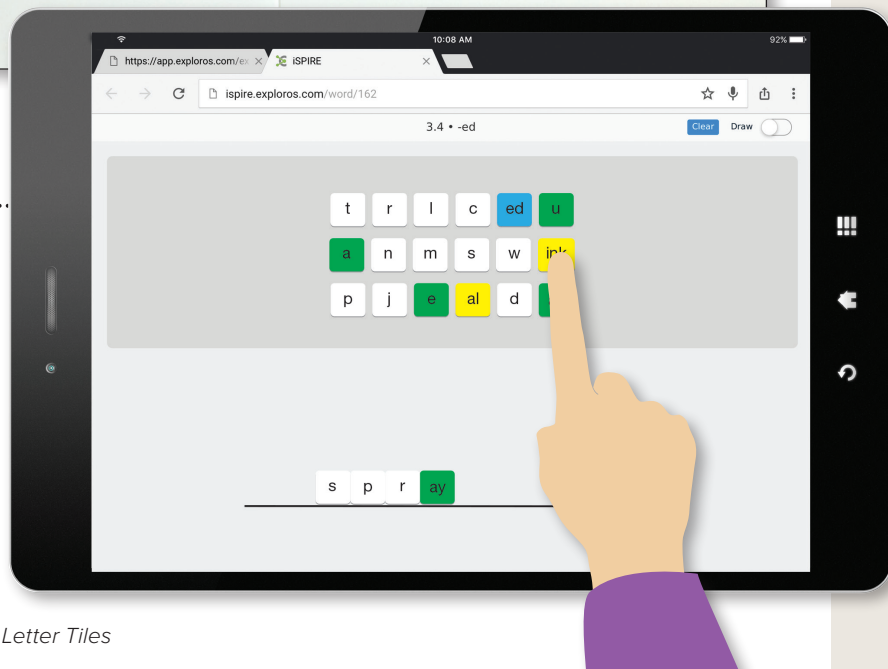 10:08 AM 92%
https://app.exploros.com/ex iSPIRE
ispire.exploros.com/word/162
3.4 • -ed Clear Draw
t r l c ed u
a n m s w ink
p j e al d
s p r ay
Letter Tiles